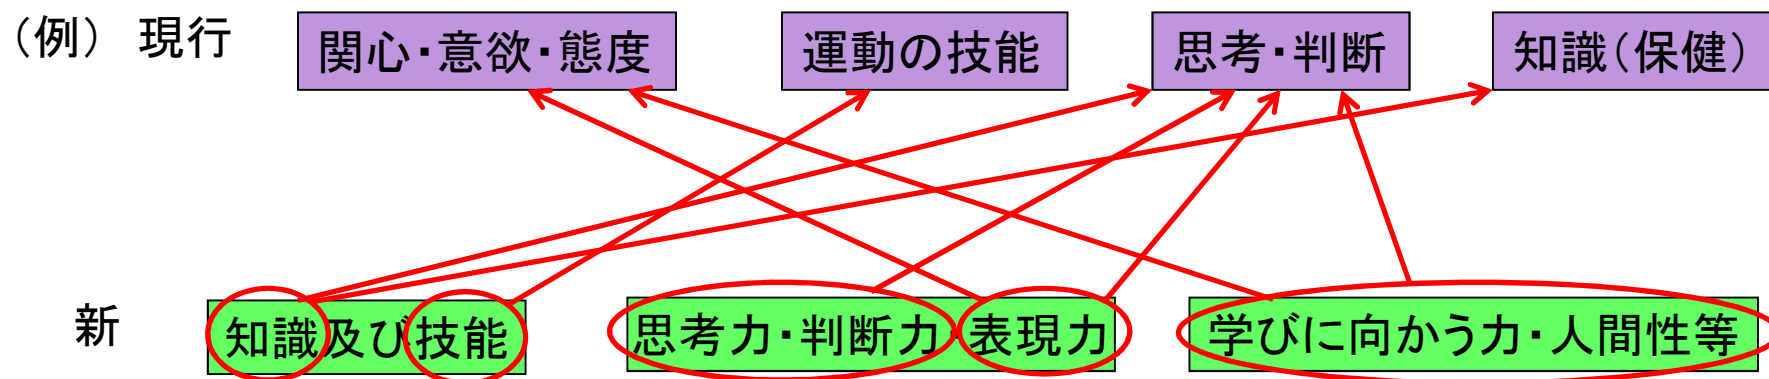 （例） 現行
関心・意欲・態度
運動の技能
思考・判断
知識（保健）
新
知識及び技能
思考力・判断力・表現力
学びに向かう力・人間性等